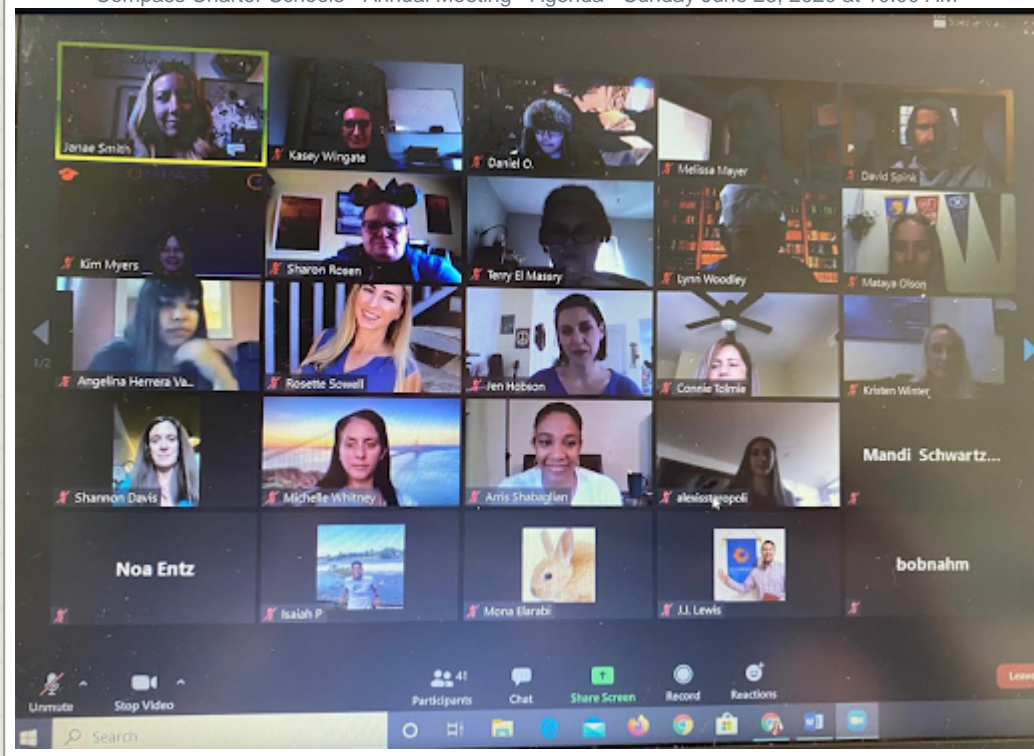 Compass Charter Schools - Annual Meeting - Agenda - Sunday June 28, 2020 at 10:00 AM
Janae Smith
Kasey Wingate
Daniel O.
Melissa Mayer
David Spink
COMPASS
Kim Myers
Sharon Rosen
Terry El Massry
Lynn Woodley
Mataya Olson
1/2
Angelina Herrera Va...
Rosette Sowell
Jen Hobson
Connie Tolmie
Kristen Winter
Shannon Davis
Michelle Whitney
Arris Shabaglian
Mandi Schwartz...
Noa Entz
Isaiah P
Mona Elarabi
J.J. Lewis
bobnahm
41
Unmute
Stop Video
Participants
Chat
Share Screen
Record
Reactions
Leave
Search